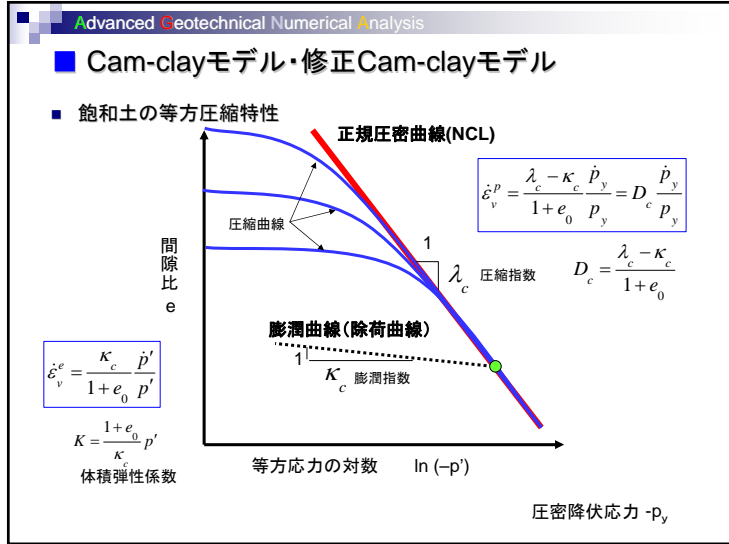 Advanced Geotechnical Numerical Analysis
Cam-clayモデル・修正Cam-clayモデル
飽和土の等方圧縮特性
正規圧密曲線(NCL)
圧縮曲線
間隙比 e
1
λ_c 圧縮指数
ε̇_v^p = (λ_c − κ_c)/(1 + e_0) ṗ_y/p_y = D_c ṗ_y/p_y
D_c = (λ_c − κ_c)/(1 + e_0)
膨潤曲線（除荷曲線）
1
κ_c 膨潤指数
ε̇_v^e = κ_c/(1 + e_0) ṗ′/p′
K = (1 + e_0)/κ_c p′
体積弾性係数
等方応力の対数 ln (–p')
圧密降伏応力 -p_y